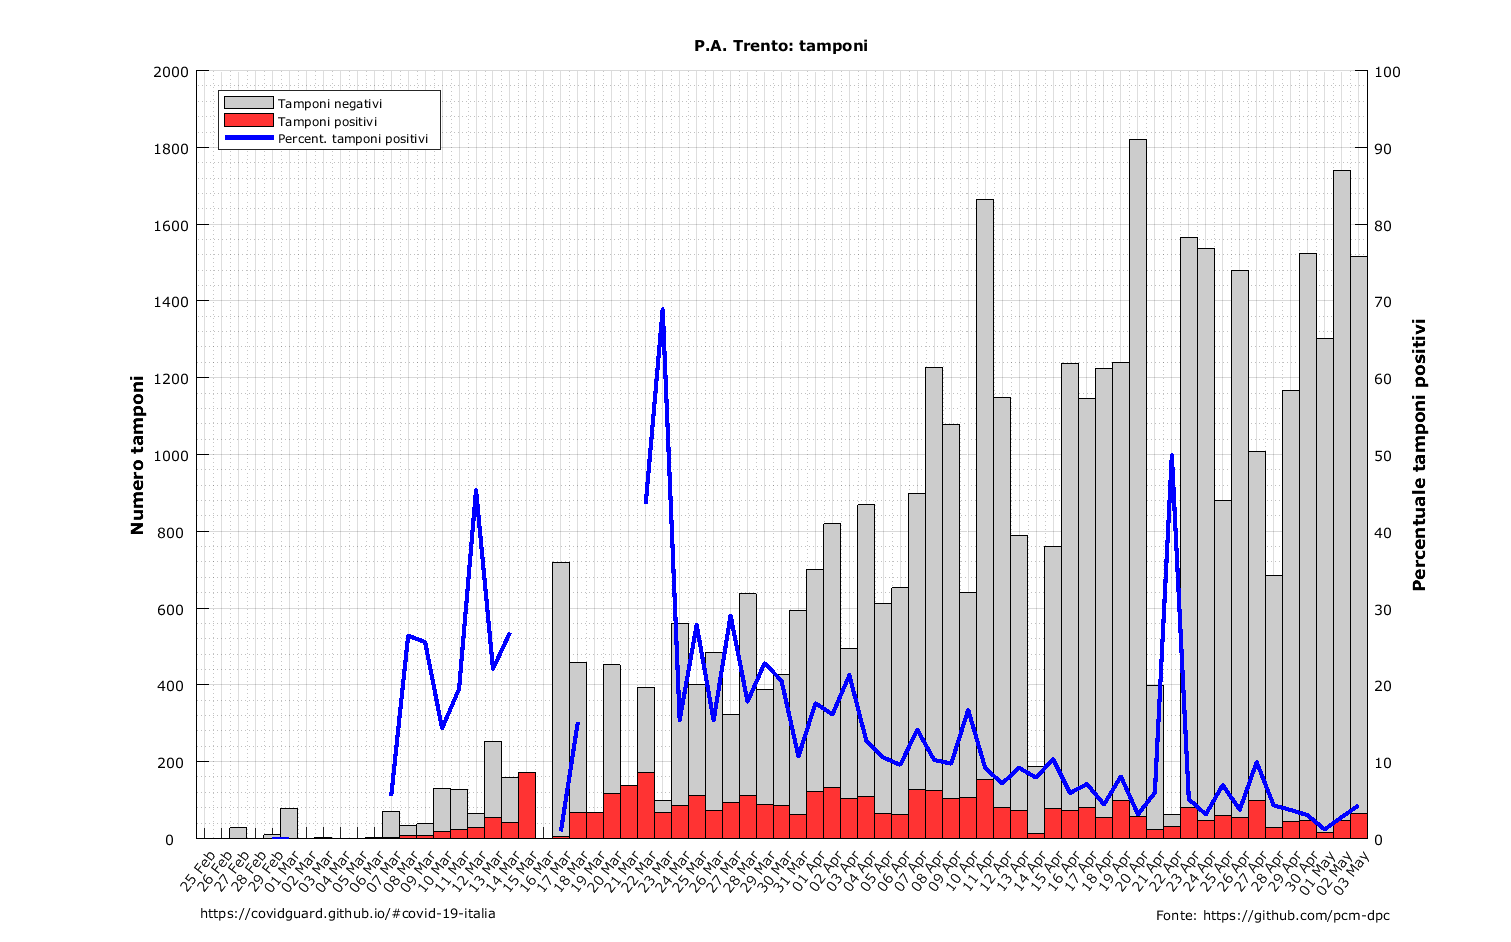 P.A. Trento: tamponi
Tamponi negativi
Tamponi positivi
Percent. tamponi positivi
Numero tamponi
2000
1800
1600
1400
1200
1000
800
600
400
200
0
Percentuale tamponi positivi
100
90
80
70
60
50
40
30
20
10
0
25 Feb
26 Feb
27 Feb
28 Feb
29 Feb
01 Mar
02 Mar
03 Mar
04 Mar
05 Mar
06 Mar
07 Mar
08 Mar
09 Mar
10 Mar
11 Mar
12 Mar
13 Mar
14 Mar
15 Mar
16 Mar
17 Mar
18 Mar
19 Mar
20 Mar
21 Mar
22 Mar
23 Mar
24 Mar
25 Mar
26 Mar
27 Mar
28 Mar
29 Mar
30 Mar
31 Mar
01 Apr
02 Apr
03 Apr
04 Apr
05 Apr
06 Apr
07 Apr
08 Apr
09 Apr
10 Apr
11 Apr
12 Apr
13 Apr
14 Apr
15 Apr
16 Apr
17 Apr
18 Apr
19 Apr
20 Apr
21 Apr
22 Apr
23 Apr
24 Apr
25 Apr
26 Apr
27 Apr
28 Apr
29 Apr
30 Apr
01 May
02 May
03 May
https://covidguard.github.io/#covid-19-italia
Fonte: https://github.com/pcm-dpc